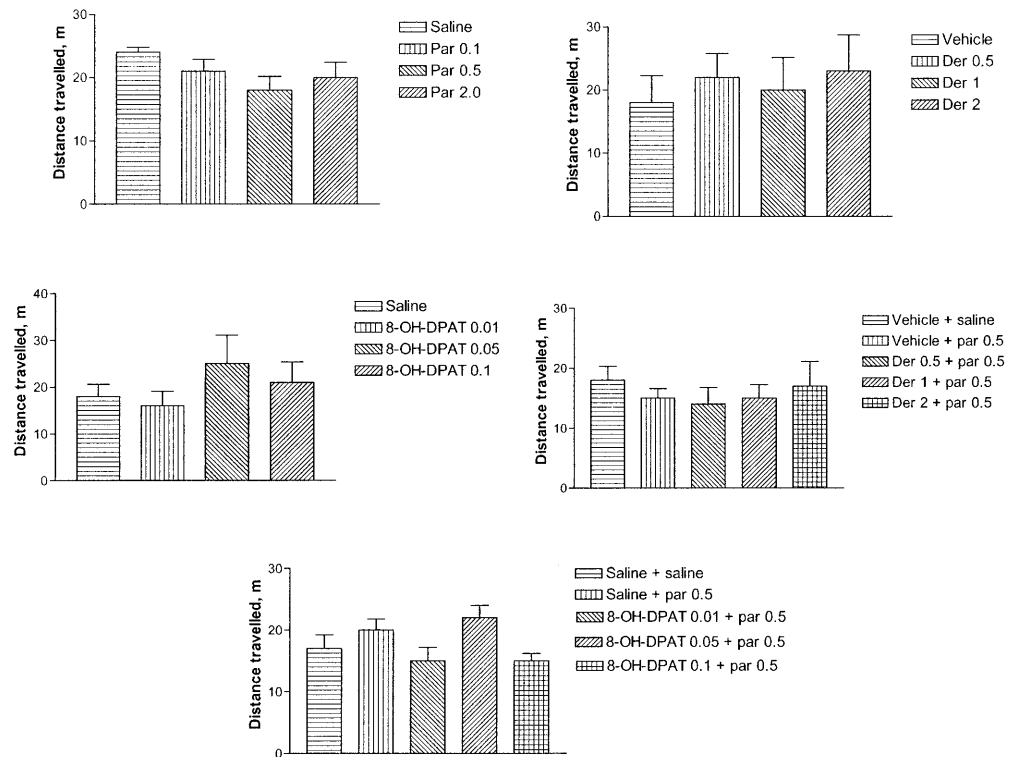 Distance travelled, m
30
20
10
0
Saline
Par 0.1
Par 0.5
Par 2.0
Distance travelled, m
30
20
10
0
Vehicle
Der 0.5
Der 1
Der 2
Distance travelled, m
40
30
20
10
0
Saline
8-OH-DPAT 0.01
8-OH-DPAT 0.05
8-OH-DPAT 0.1
Distance travelled, m
30
20
10
0
Vehicle + saline
Vehicle + par 0.5
Der 0.5 + par 0.5
Der 1 + par 0.5
Der 2 + par 0.5
Distance travelled, m
30
20
10
0
Saline + saline
Saline + par 0.5
8-OH-DPAT 0.01 + par 0.5
8-OH-DPAT 0.05 + par 0.5
8-OH-DPAT 0.1 + par 0.5